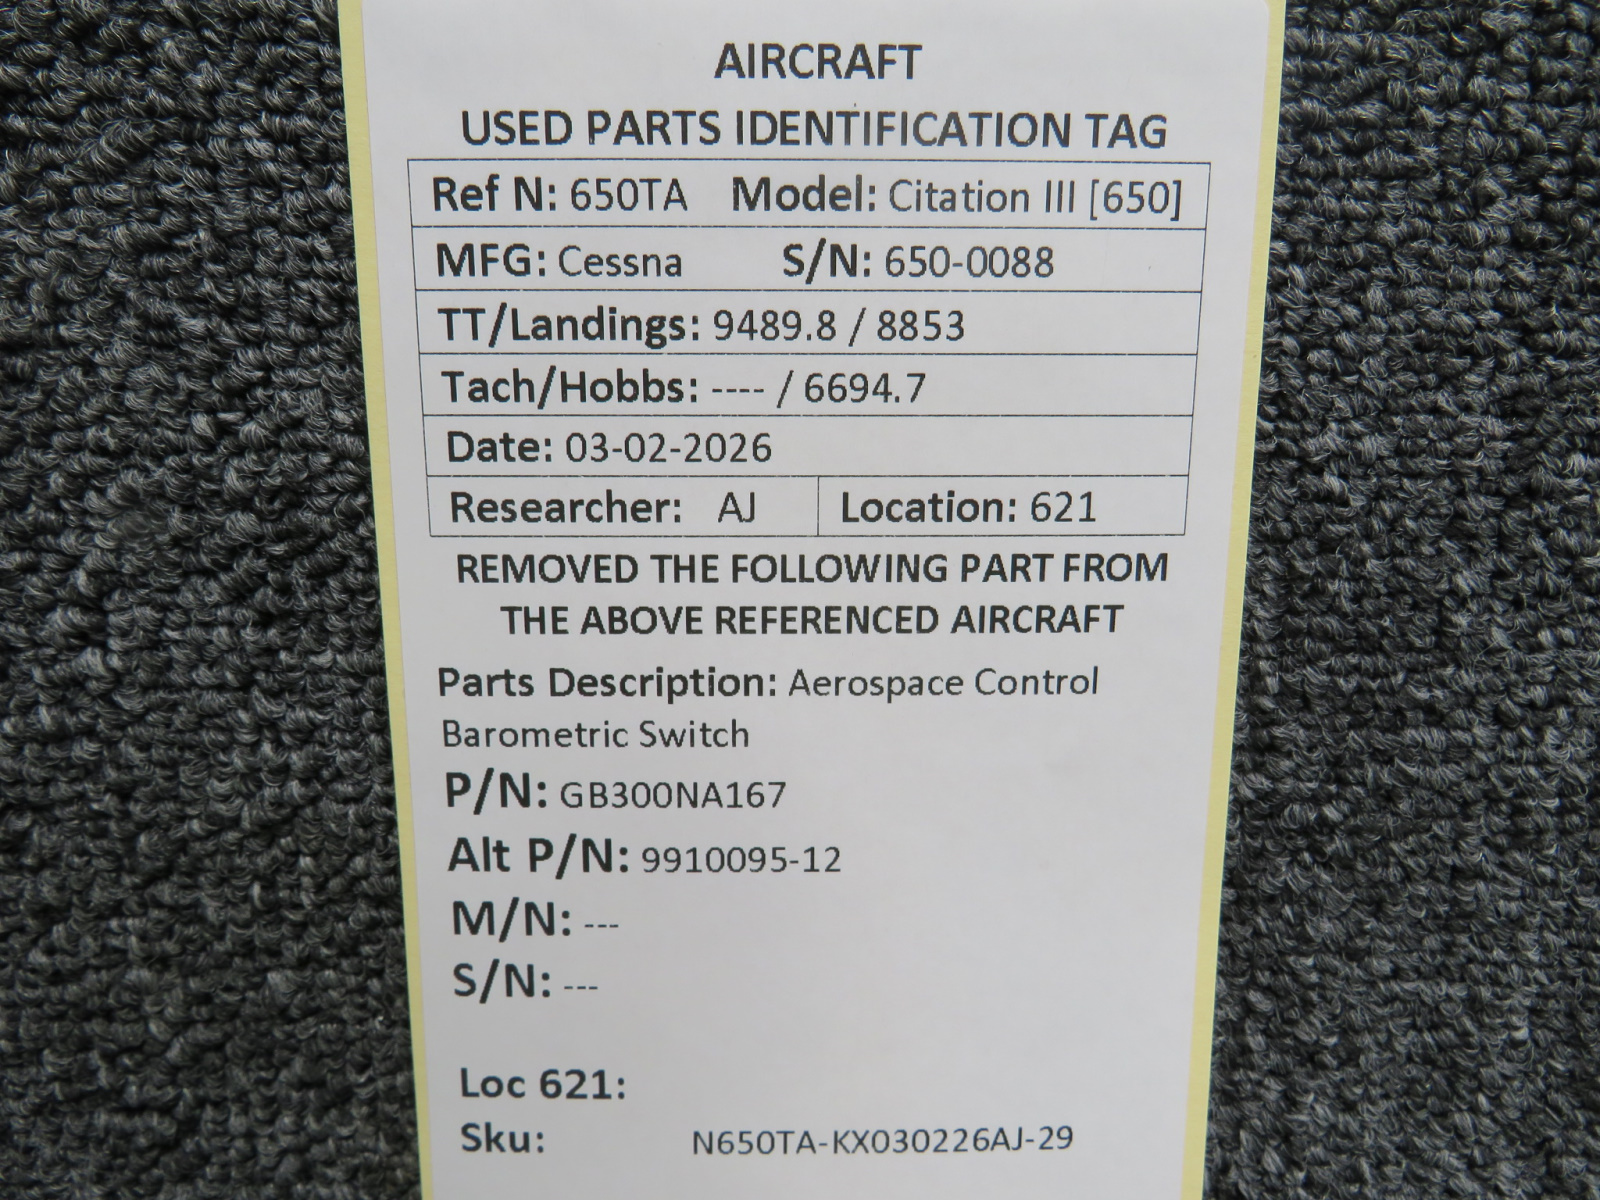 AIRCRAFT
USED PARTS IDENTIFICATION TAG
Ref N: 650TA Model: Citation III [650]
MFG: Cessna S/N: 650-0088
TT/Landings: 9489.8 / 8853
Tach/Hobbs: ---- / 6694.7
Date: 03-02-2026
Researcher: AJ Location: 621
REMOVED THE FOLLOWING PART FROM
THE ABOVE REFERENCED AIRCRAFT
Parts Description: Aerospace Control
Barometric Switch
P/N: GB300NA167
Alt P/N: 9910095-12
M/N: ---
S/N: ---
Loc 621:
Sku: N650TA-KX030226AJ-29